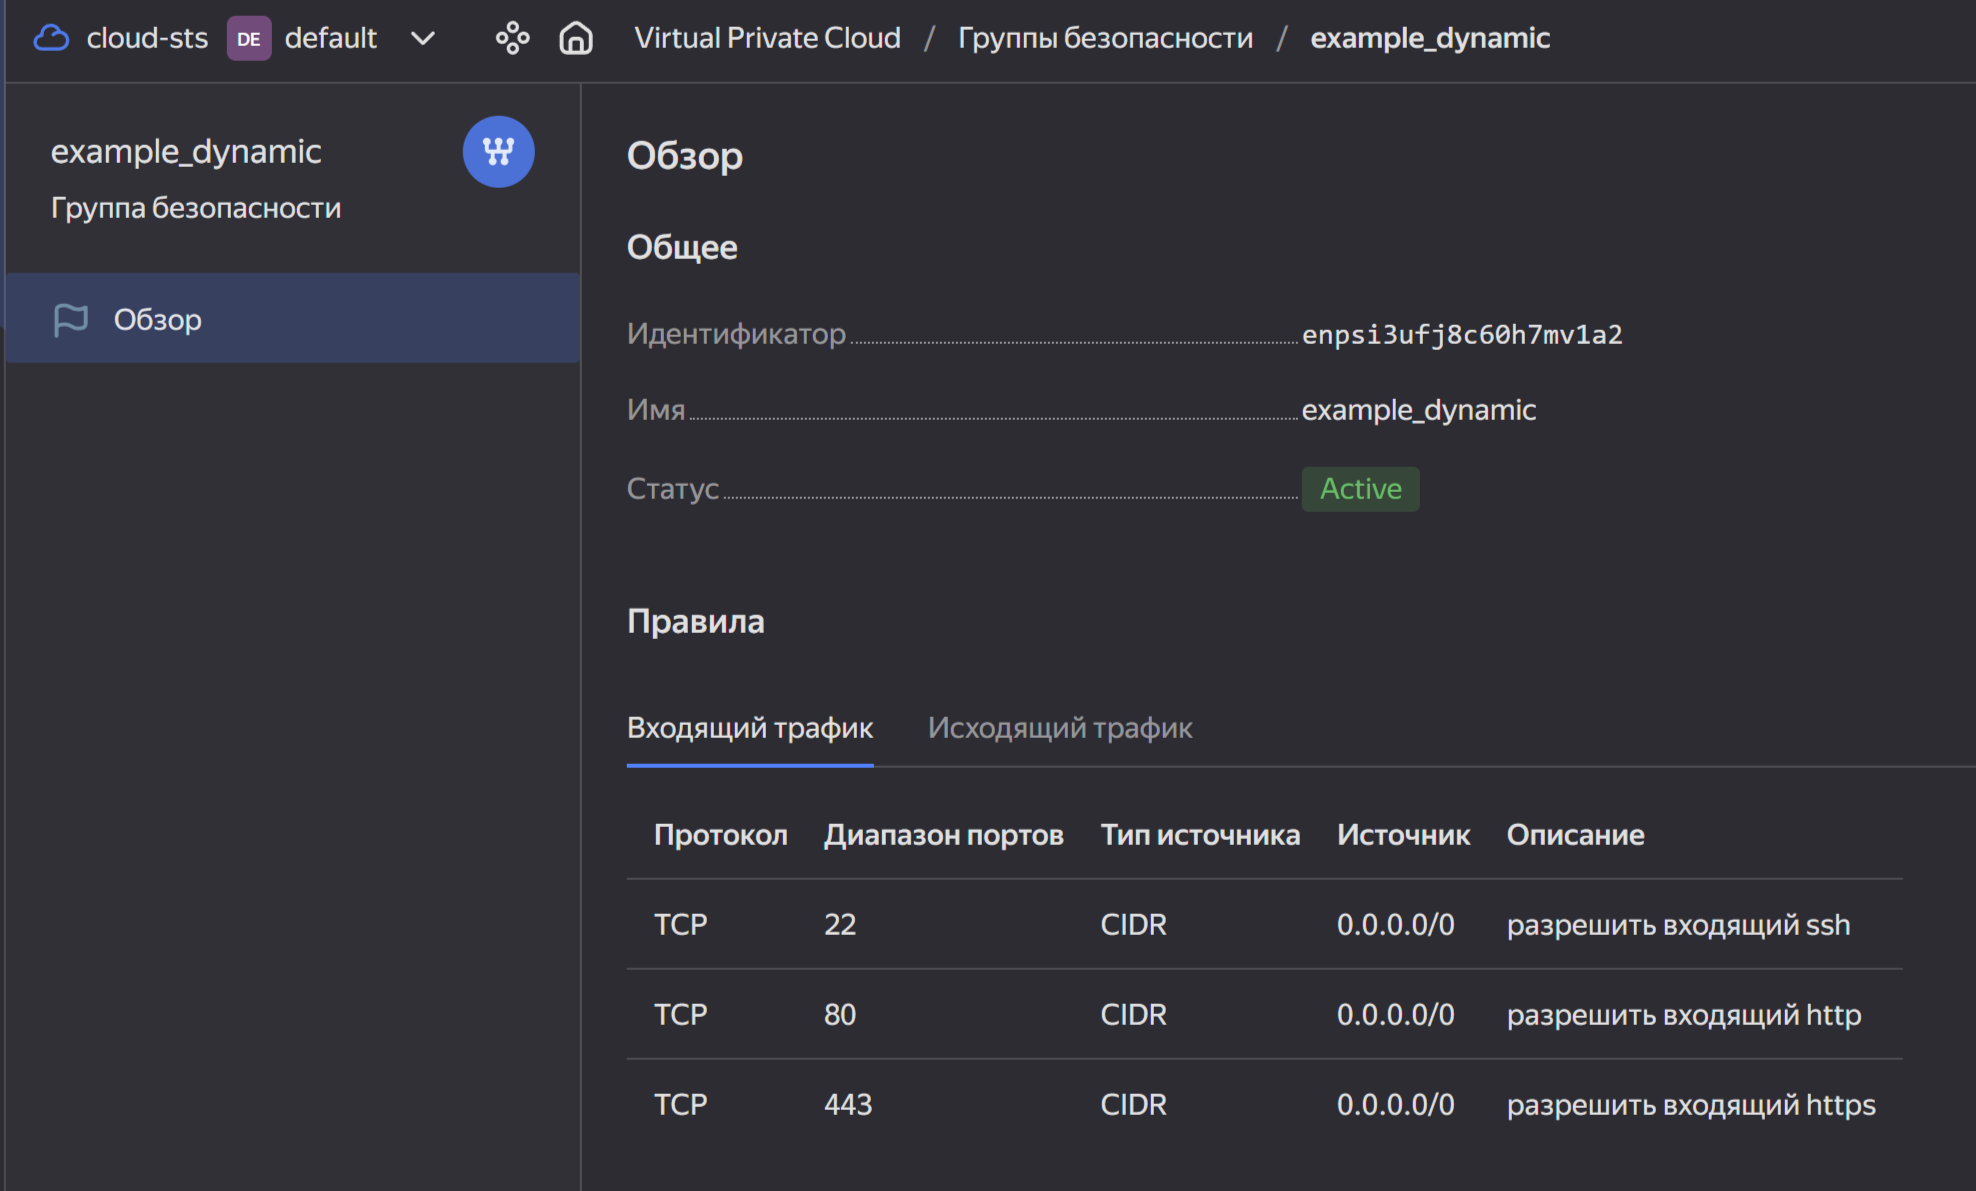 cloud-sts DE default Virtual Private Cloud / Группы безопасности / example_dynamic
example_dynamic
Группа безопасности
Обзор
Обзор
Общее
Идентификатор enpsi3ufj8c60h7mv1a2
Имя example_dynamic
Статус Active
Правила
Входящий трафик Исходящий трафик
Протокол Диапазон портов Тип источника Источник Описание
TCP 22 CIDR 0.0.0.0/0 разрешить входящий ssh
TCP 80 CIDR 0.0.0.0/0 разрешить входящий http
TCP 443 CIDR 0.0.0.0/0 разрешить входящий https